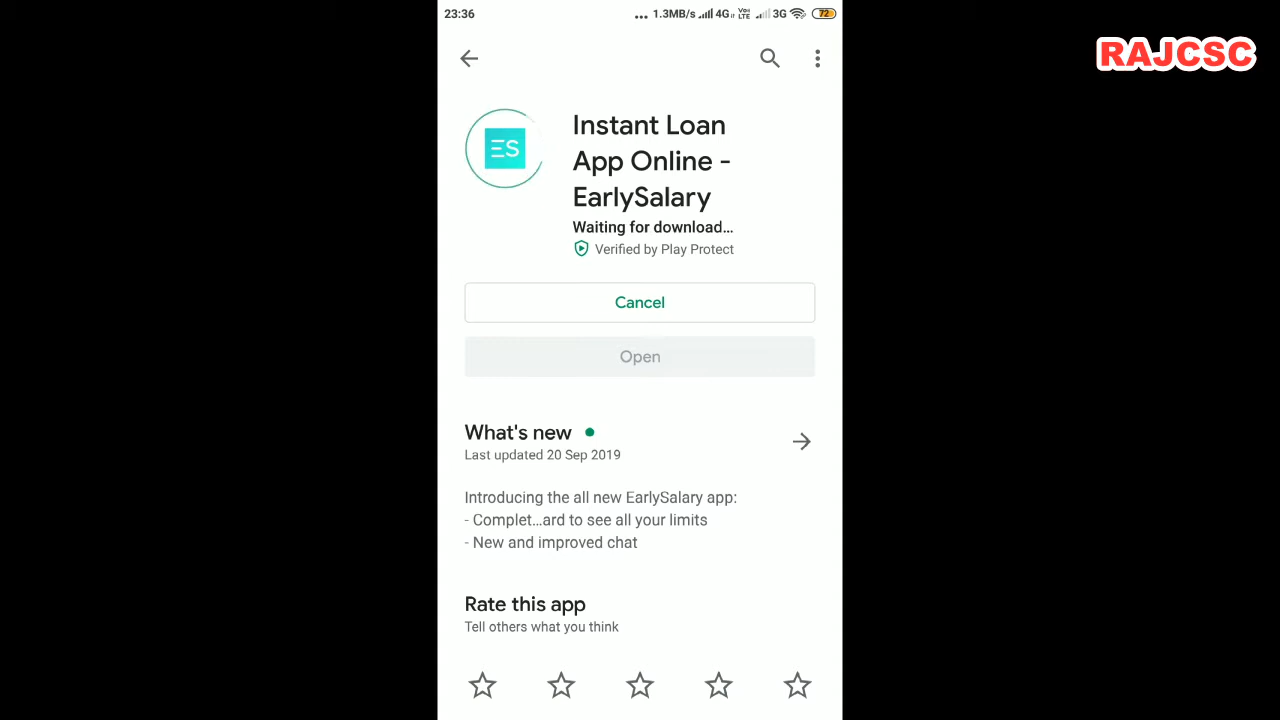 23:36
... 1.3MB/s 4G Vo LTE 3G 72
RAJCSC
ES
Instant Loan
App Online -
EarlySalary
Waiting for download...
Verified by Play Protect
Cancel
Open
What's new
Last updated 20 Sep 2019
Introducing the all new EarlySalary app:
- Complet...ard to see all your limits
- New and improved chat
Rate this app
Tell others what you think